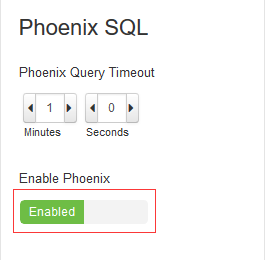 Phoenix SQL
Phoenix Query Timeout
1 0
Minutes Seconds
Enable Phoenix
Enabled